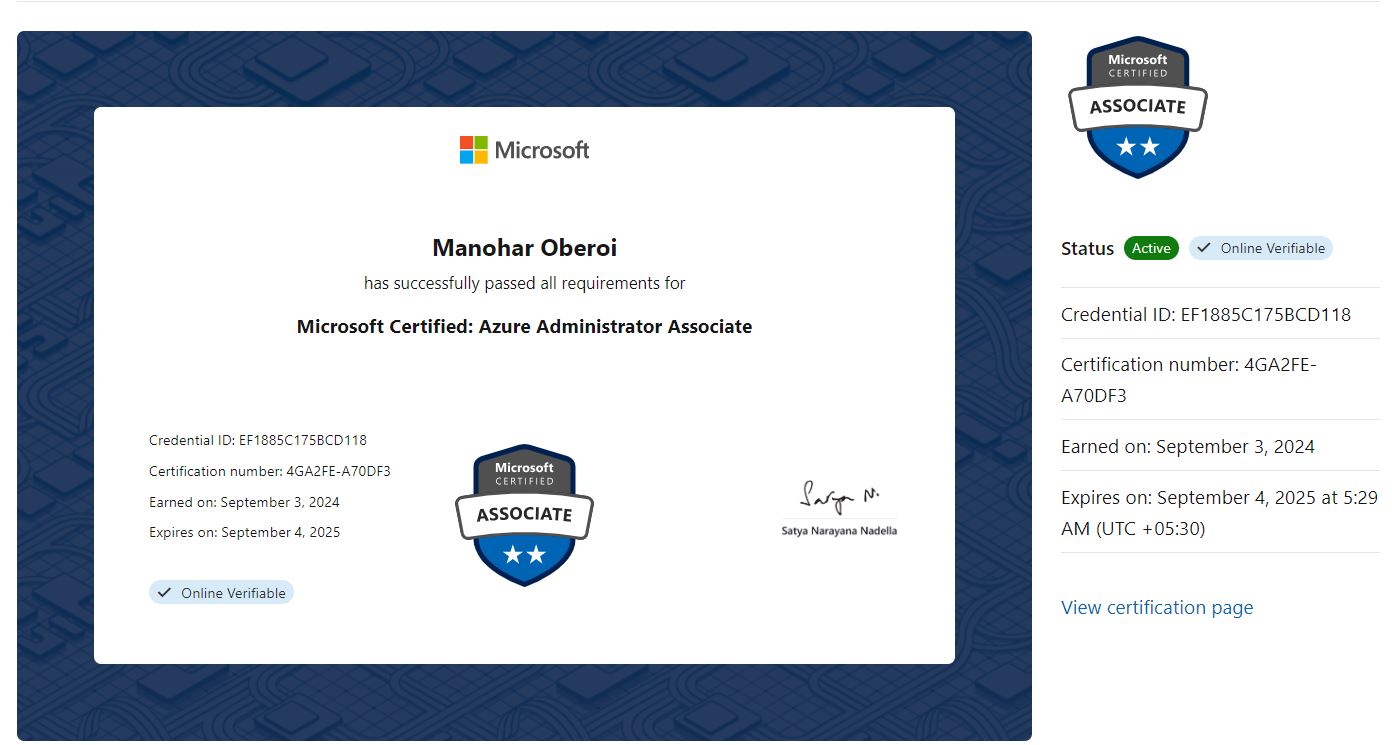 Microsoft
Manohar Oberoi
has successfully passed all requirements for
Microsoft Certified: Azure Administrator Associate
Credential ID: EF1885C175BCD118
Certification number: 4GA2FE-A70DF3
Earned on: September 3, 2024
Expires on: September 4, 2025
Online Verifiable
Microsoft
CERTIFIED
ASSOCIATE
Satya N.
Satya Narayana Nadella
Microsoft
CERTIFIED
ASSOCIATE
Status Active Online Verifiable
Credential ID: EF1885C175BCD118
Certification number: 4GA2FE-
A70DF3
Earned on: September 3, 2024
Expires on: September 4, 2025 at 5:29
AM (UTC +05:30)
View certification page